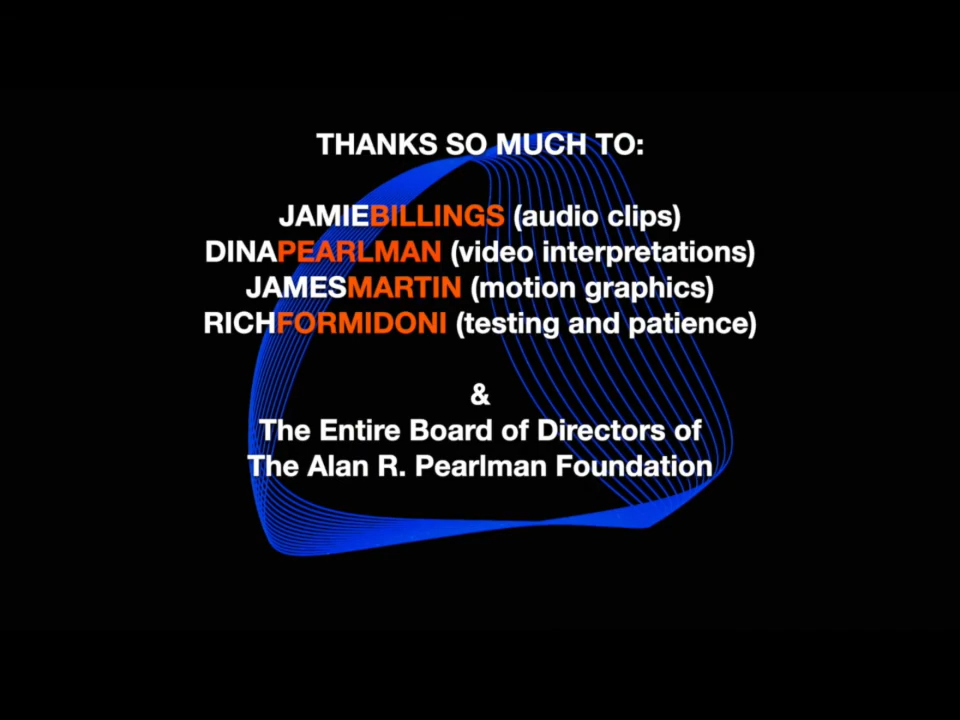 THANKS SO MUCH TO:
JAMIEBILLINGS (audio clips)
DINAPEARLMAN (video interpretations)
JAMESMARTIN (motion graphics)
RICHFORMIDONI (testing and patience)
&
The Entire Board of Directors of
The Alan R. Pearlman Foundation